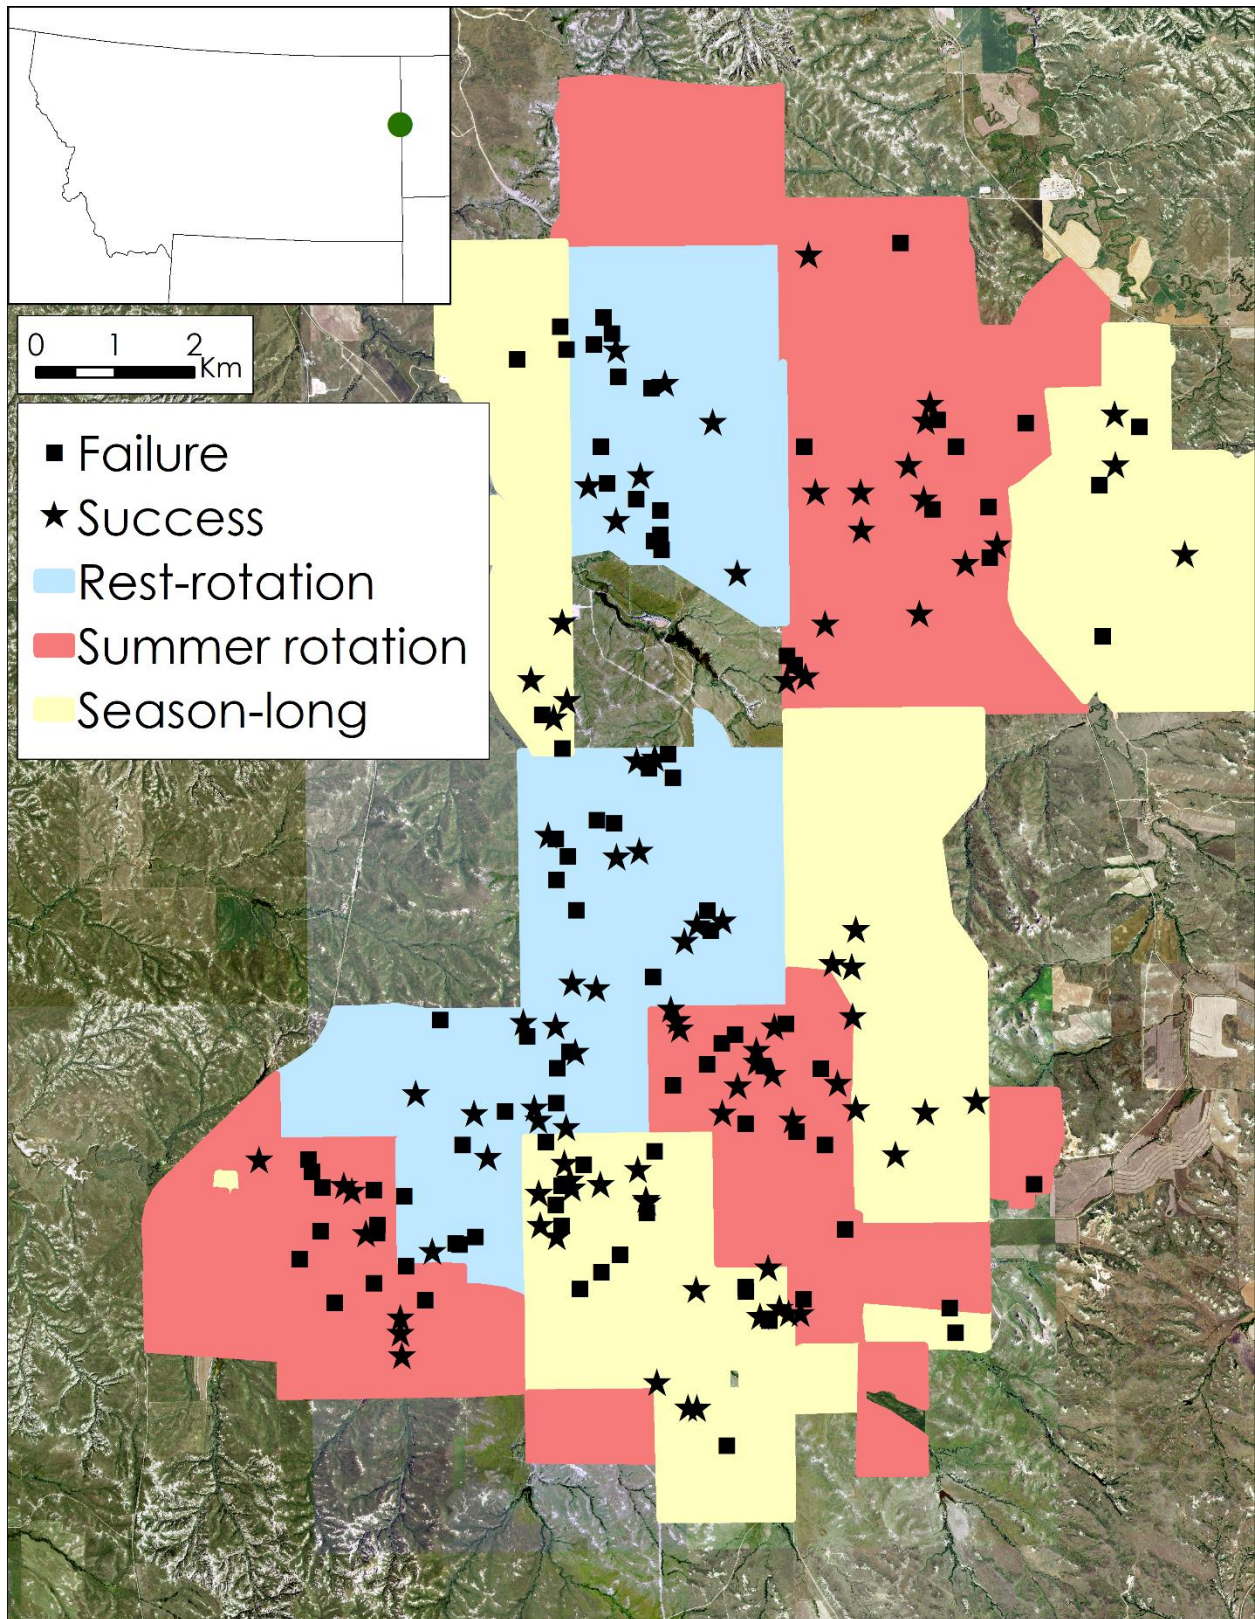 0 1 2
Km
Failure
Success
Rest-rotation
Summer rotation
Season-long